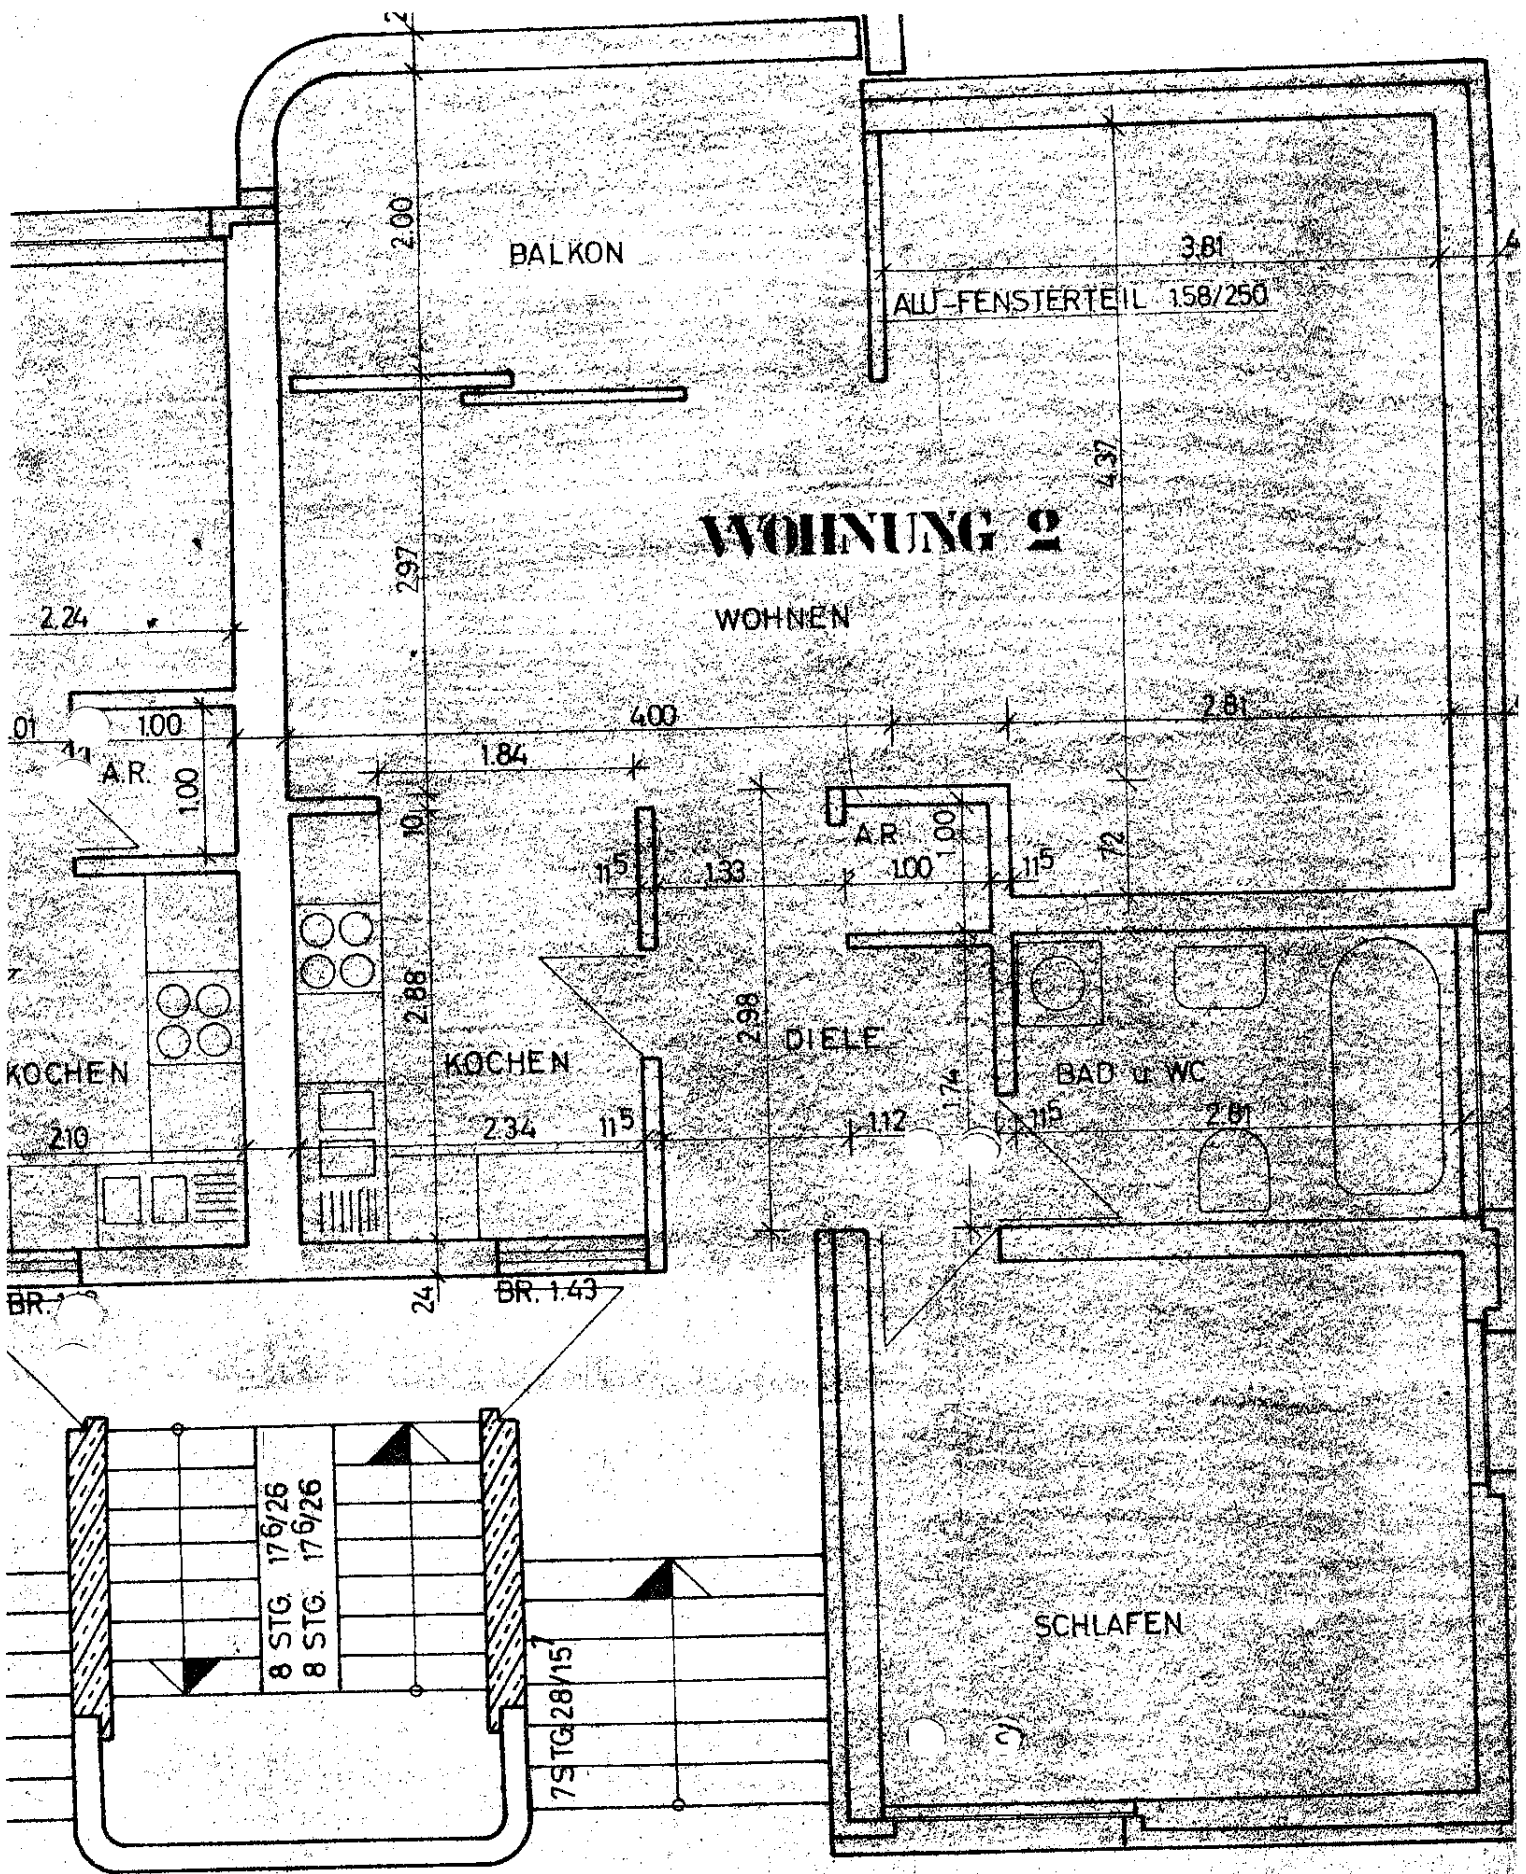 2.00
BALKON
3.81
ALU-FENSTERTEIL 1.58/250
4.37
WOHNUNG 2
2.97
WOHNEN
2.24
01
1.00
4.00
2.81
1.84
A.R.
1.00
10
A.R
1.00
72
11⁵
1.33
1.00
11⁵
2.88
2.98
DIELE
KOCHEN
KOCHEN
BAD u WC
1.74
2.10
2.34
11⁵
1.12
11⁵
2.81
BR.
24
BR. 1.43
8 STG. 17⁶/26
8 STG. 17⁶/26
SCHLAFEN
7STG 28/15⁷